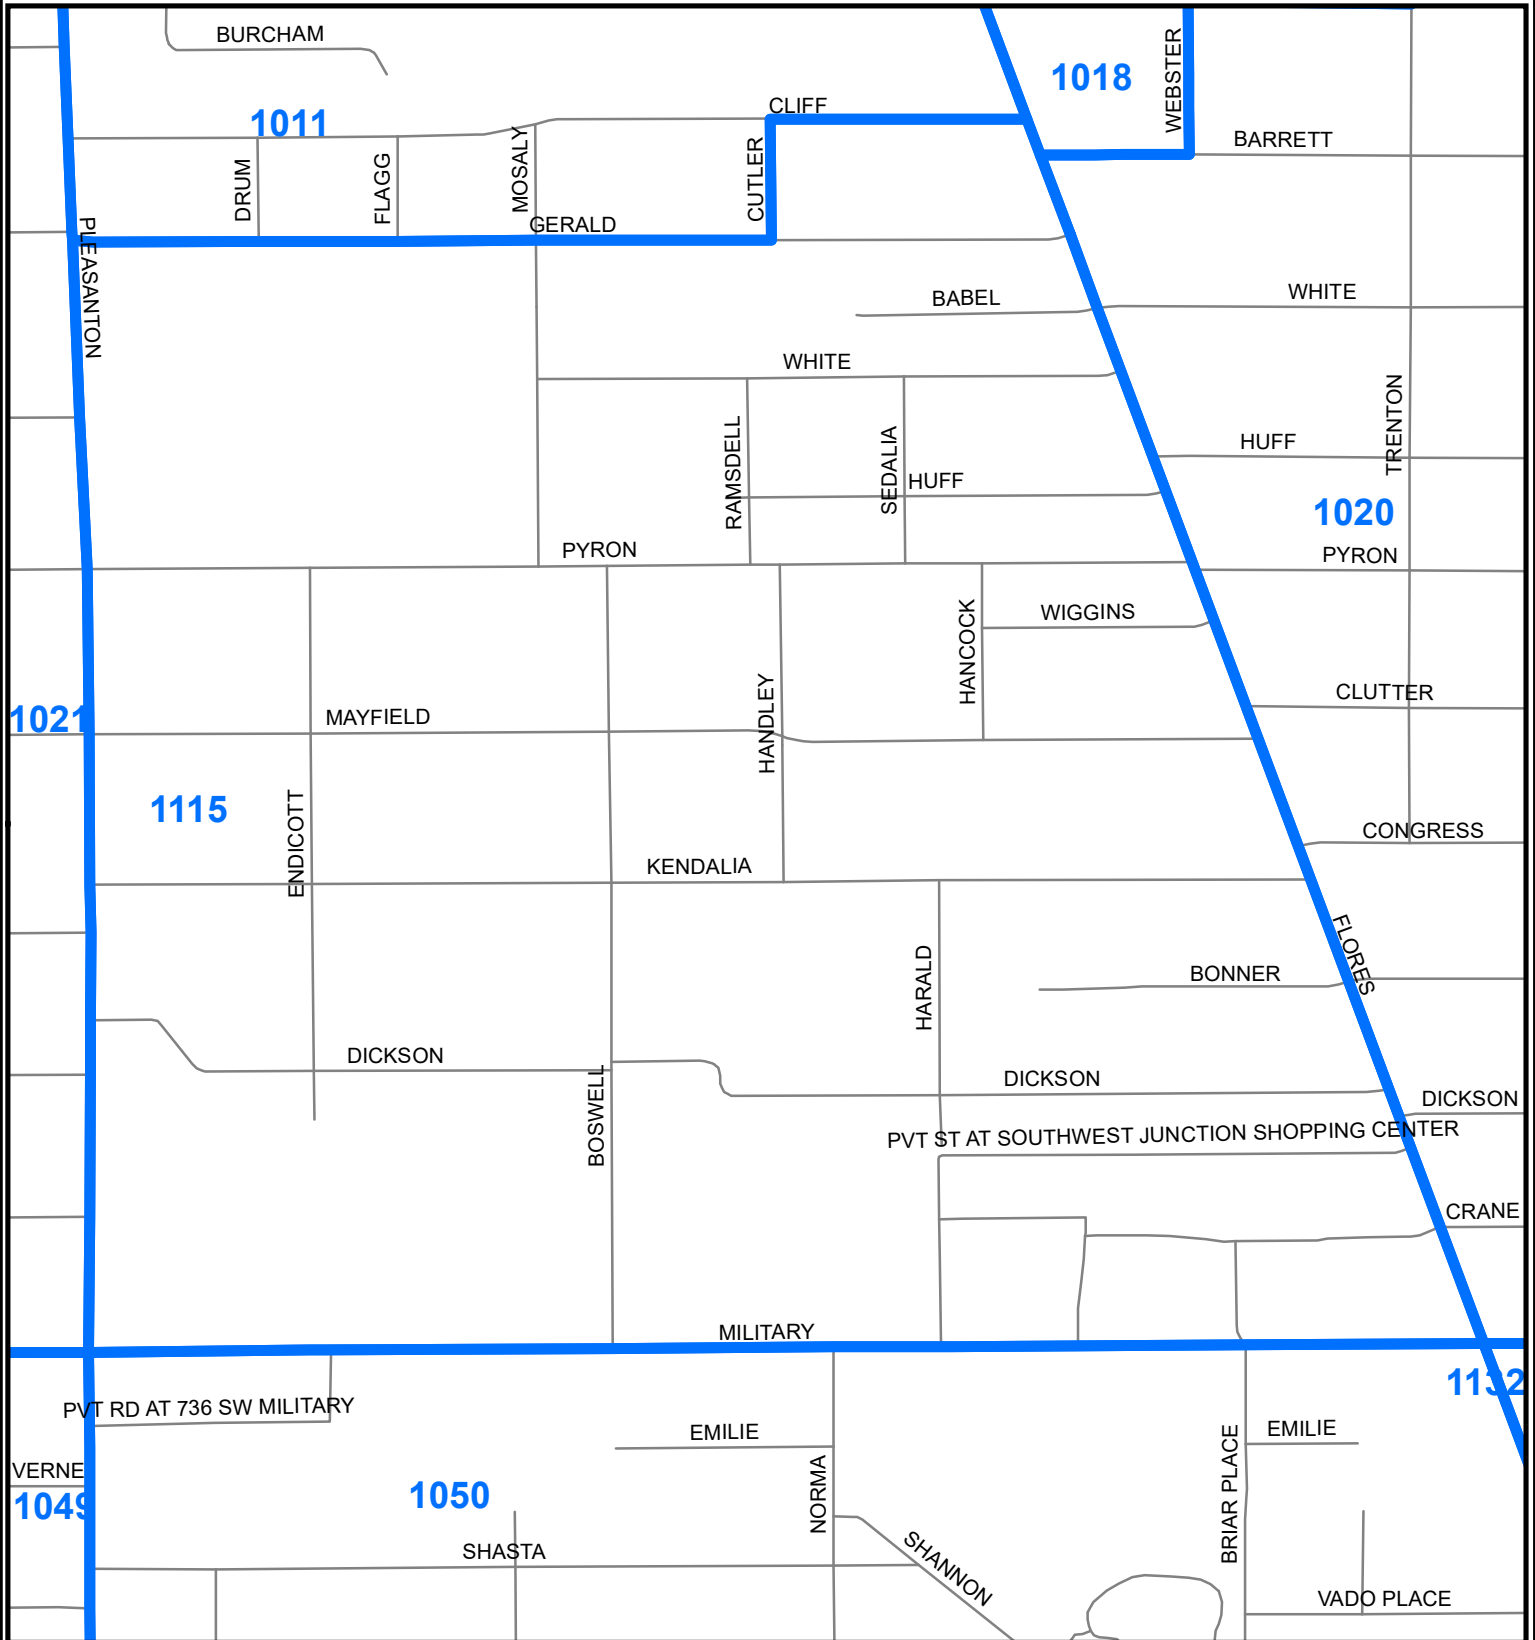 BURCHAM
1018
WEBSTER
CLIFF
1011
BARRETT
DRUM
FLAGG
MOSALY
CUTLER
GERALD
PLEASANTON
BABEL
WHITE
WHITE
TRENTON
RAMSDELL
SEDALIA
HUFF
HUFF
1020
PYRON
PYRON
HANCOCK
WIGGINS
CLUTTER
1021
MAYFIELD
HANDLEY
1115
ENDICOTT
CONGRESS
KENDALIA
FLORES
HARALD
BONNER
DICKSON
DICKSON
DICKSON
BOSWELL
PVT ST AT SOUTHWEST JUNCTION SHOPPING CENTER
CRANE
MILITARY
1132
PVT RD AT 736 SW MILITARY
EMILIE
EMILIE
VERNE
1049
1050
NORMA
BRIAR PLACE
SHASTA
SHANNON
VADO PLACE